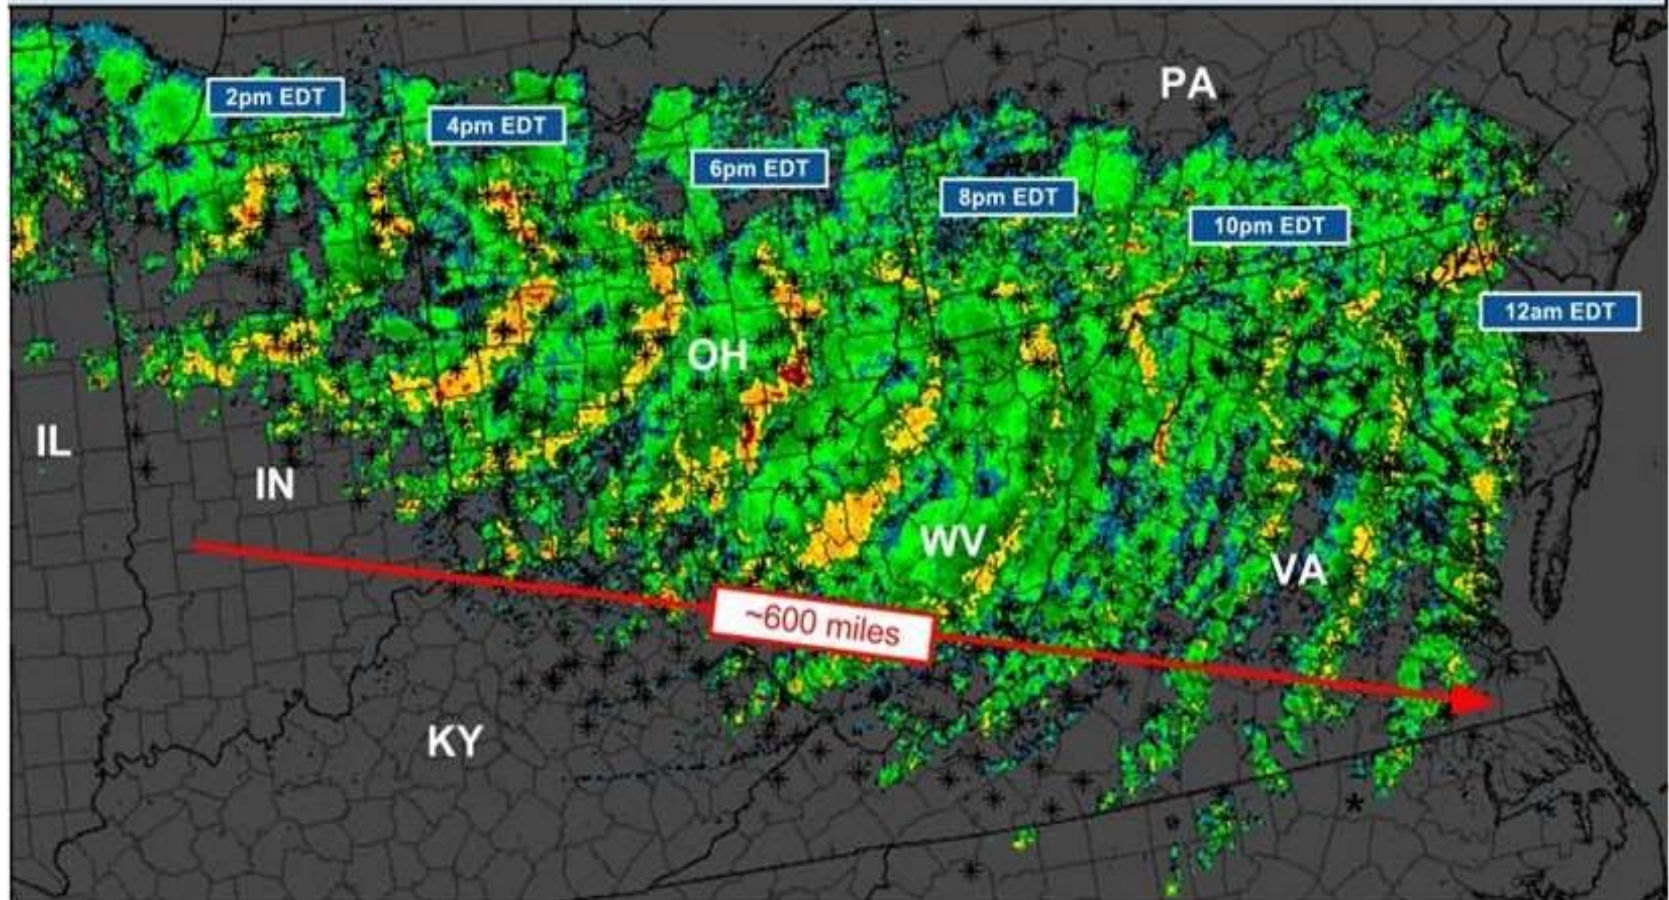 2pm EDT
4pm EDT
6pm EDT
8pm EDT
10pm EDT
12am EDT
PA
OH
IL
IN
WV
VA
~600 miles
KY